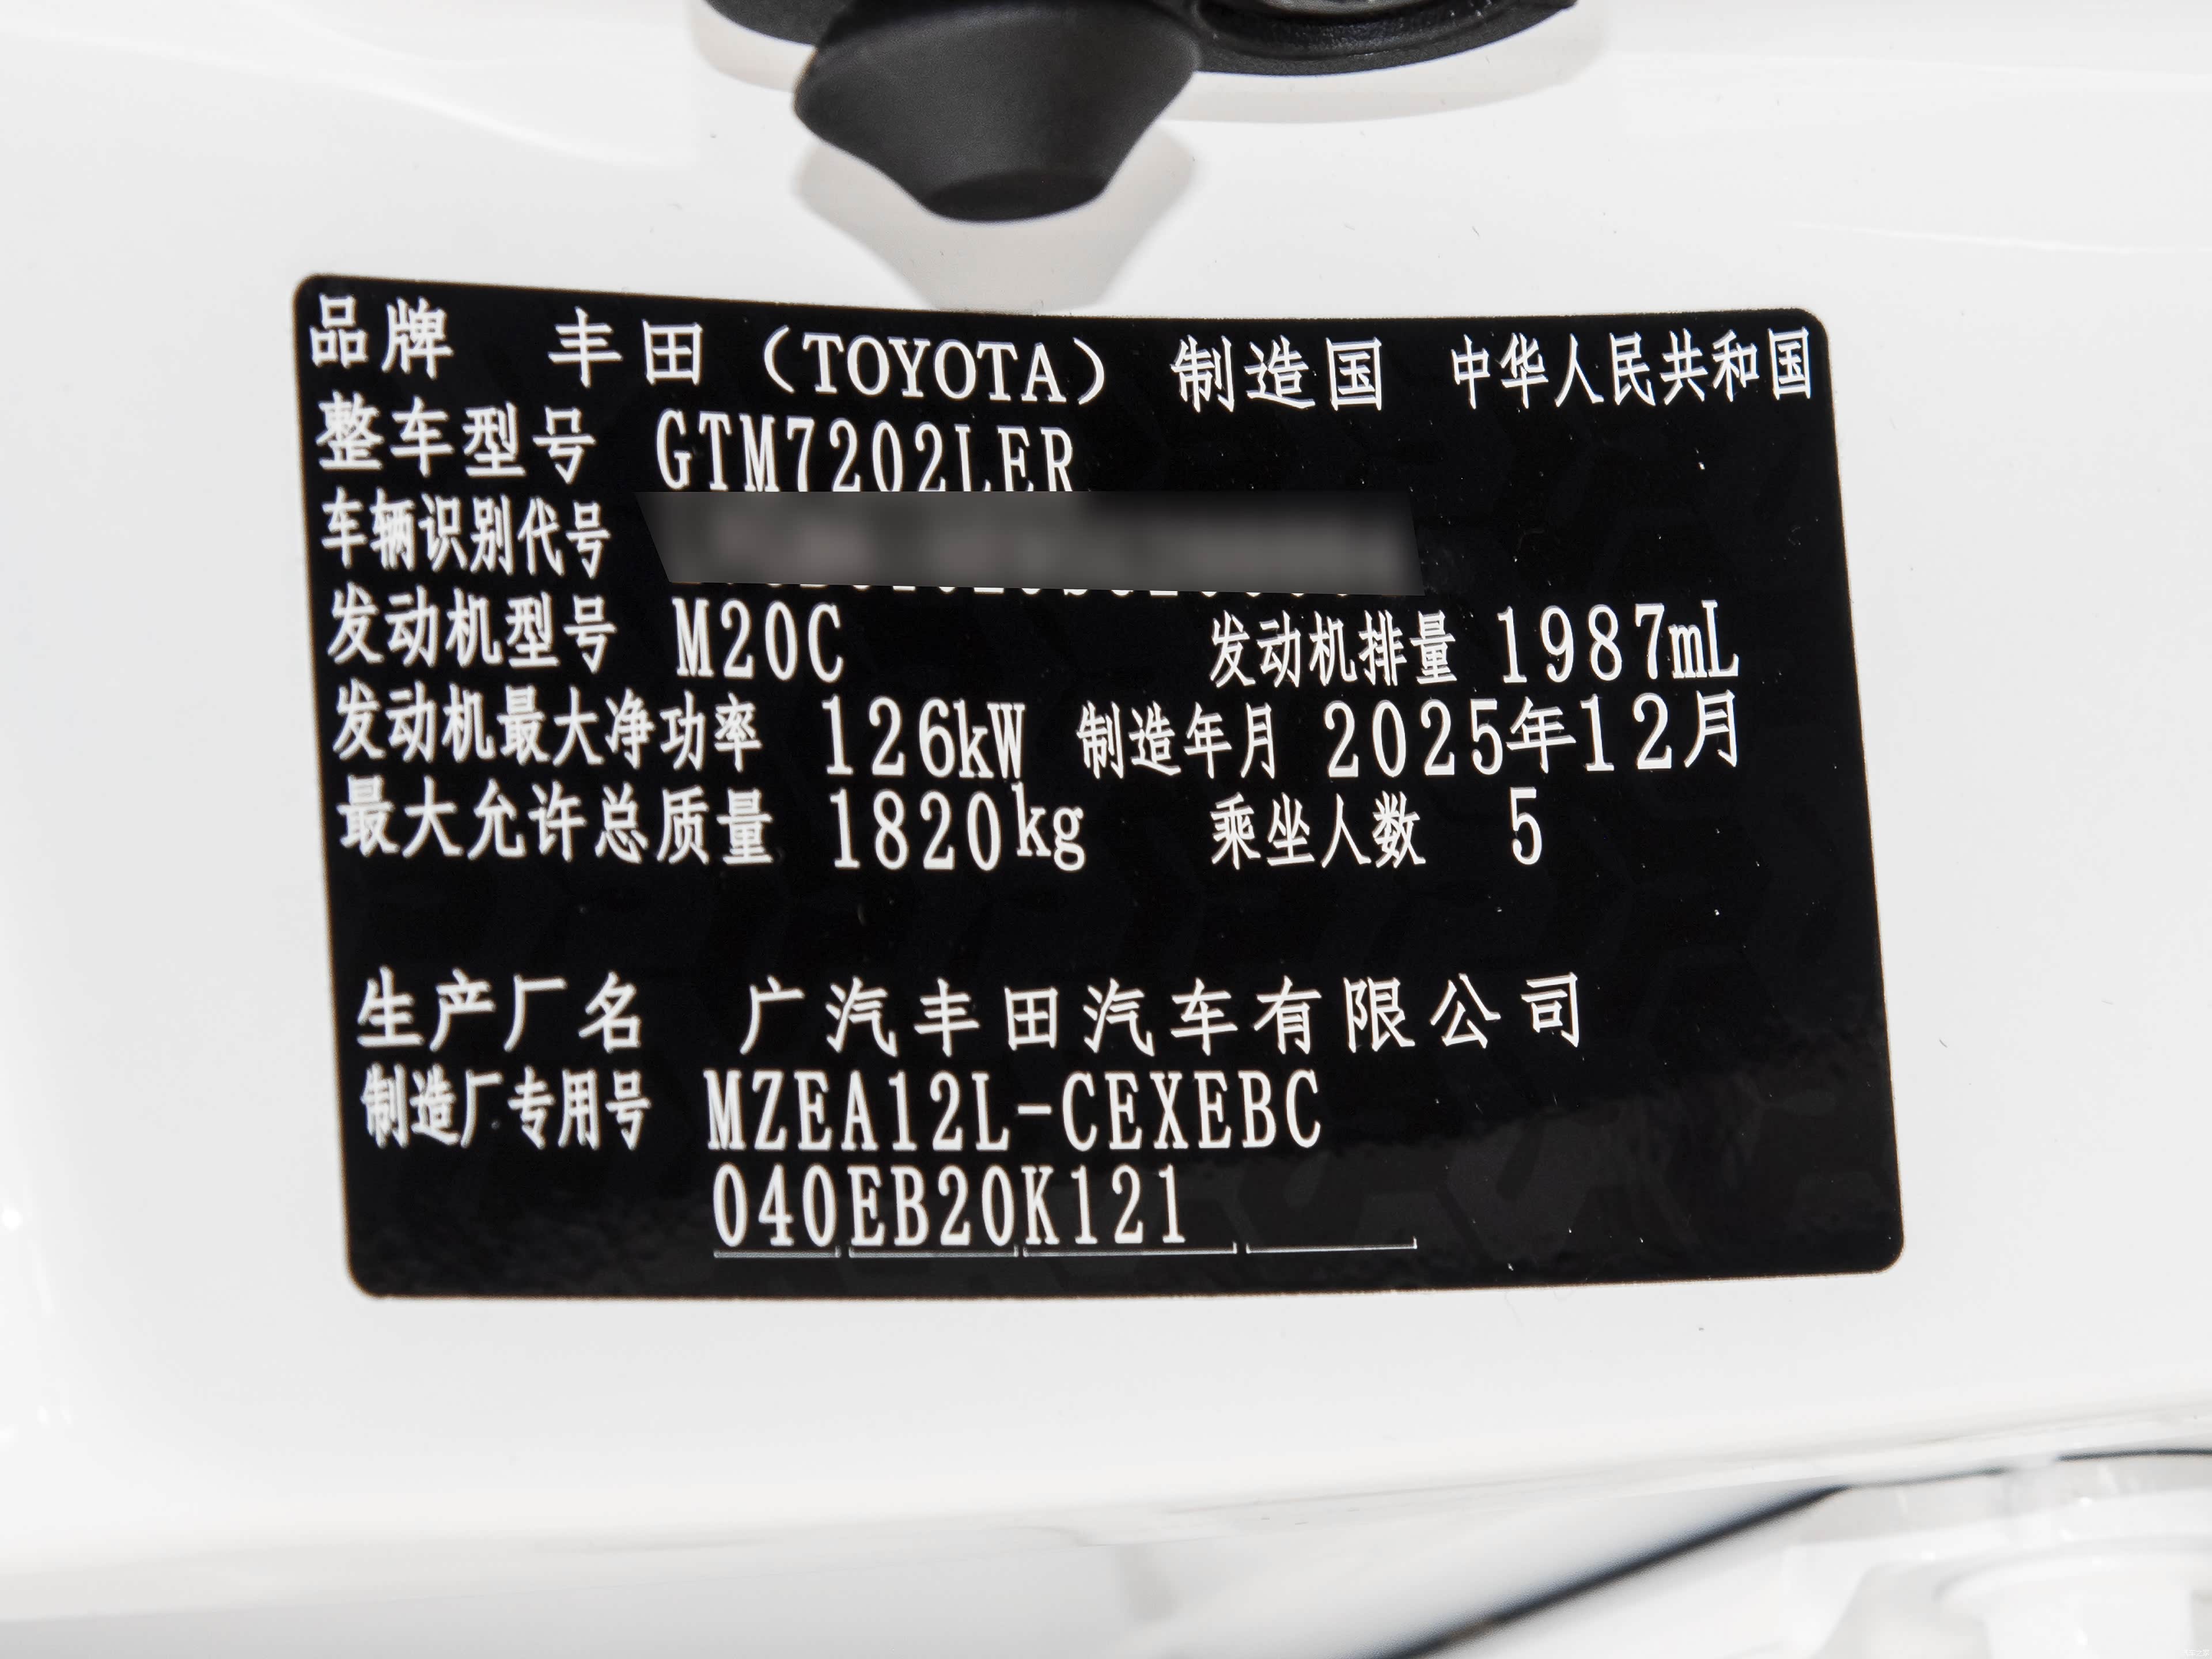 品牌 丰田（TOYOTA） 制造国 中华人民共和国
整车型号 GTM7202LER
车辆识别代号
发动机型号 M20C 发动机排量 1987mL
发动机最大净功率 126kW 制造年月 2025年12月
最大允许总质量 1820kg 乘坐人数 5
生产厂名 广汽丰田汽车有限公司
制造厂专用号 MZEA12L-CEXEBC
040EB20K121